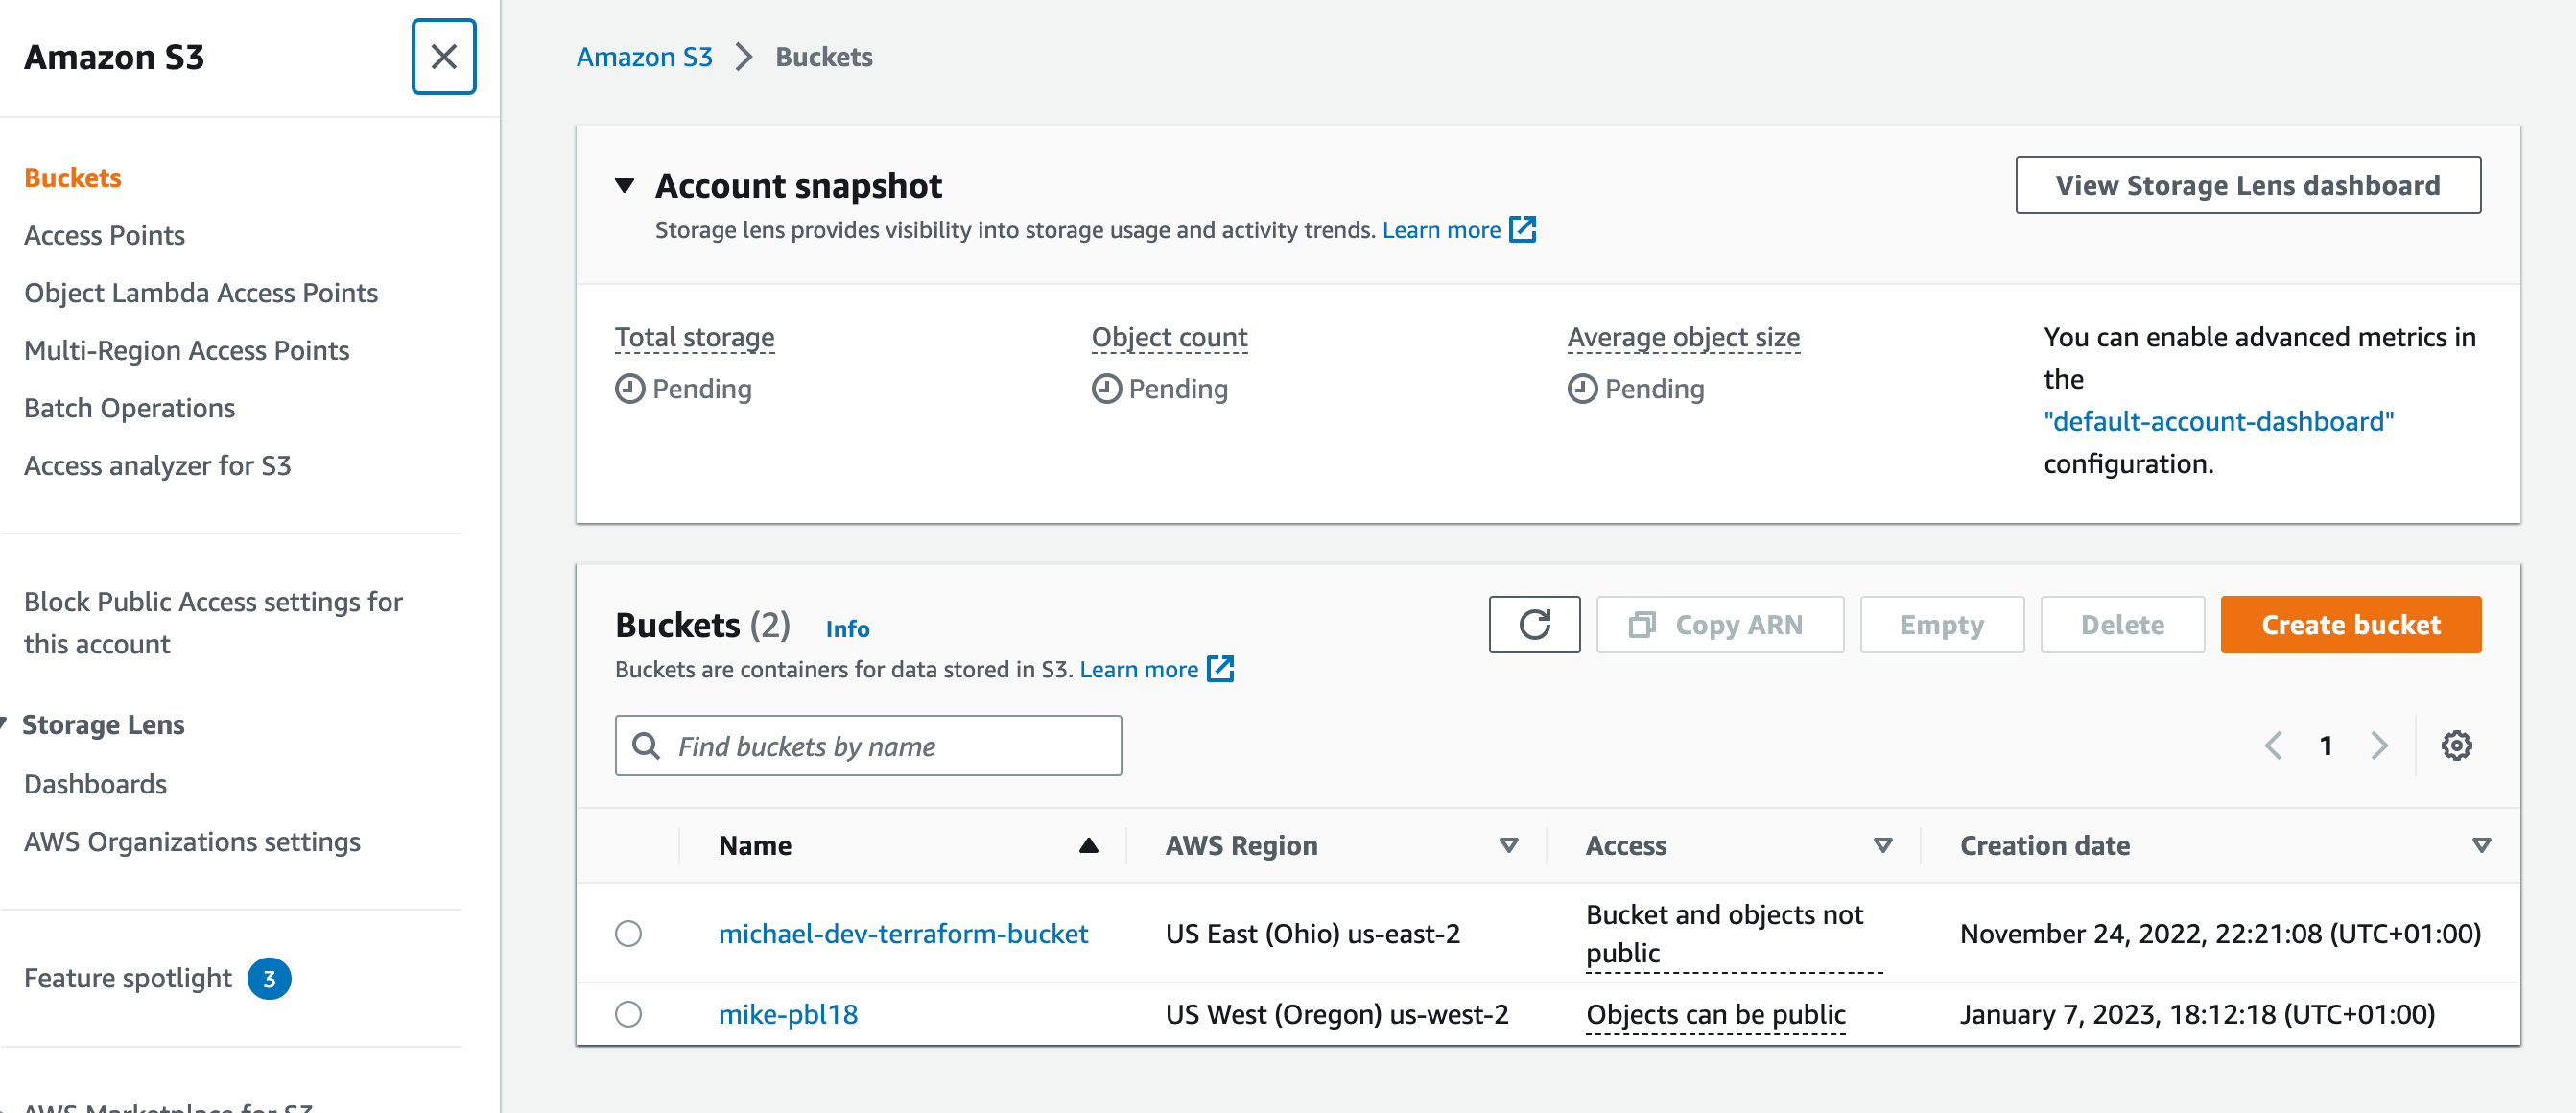 Amazon S3
Buckets
Access Points
Object Lambda Access Points
Multi-Region Access Points
Batch Operations
Access analyzer for S3
Block Public Access settings for
this account
Storage Lens
Dashboards
AWS Organizations settings
Feature spotlight 3
AWS Marketplace for S3
Amazon S3 > Buckets
Account snapshot
View Storage Lens dashboard
Storage lens provides visibility into storage usage and activity trends. Learn more
Total storage
Pending
Object count
Pending
Average object size
Pending
You can enable advanced metrics in
the
"default-account-dashboard"
configuration.
Buckets (2) Info
Copy ARN
Empty
Delete
Create bucket
Buckets are containers for data stored in S3. Learn more
Find buckets by name
1
Name AWS Region Access Creation date
michael-dev-terraform-bucket US East (Ohio) us-east-2 Bucket and objects not
public
November 24, 2022, 22:21:08 (UTC+01:00)
mike-pbl18 US West (Oregon) us-west-2 Objects can be public January 7, 2023, 18:12:18 (UTC+01:00)